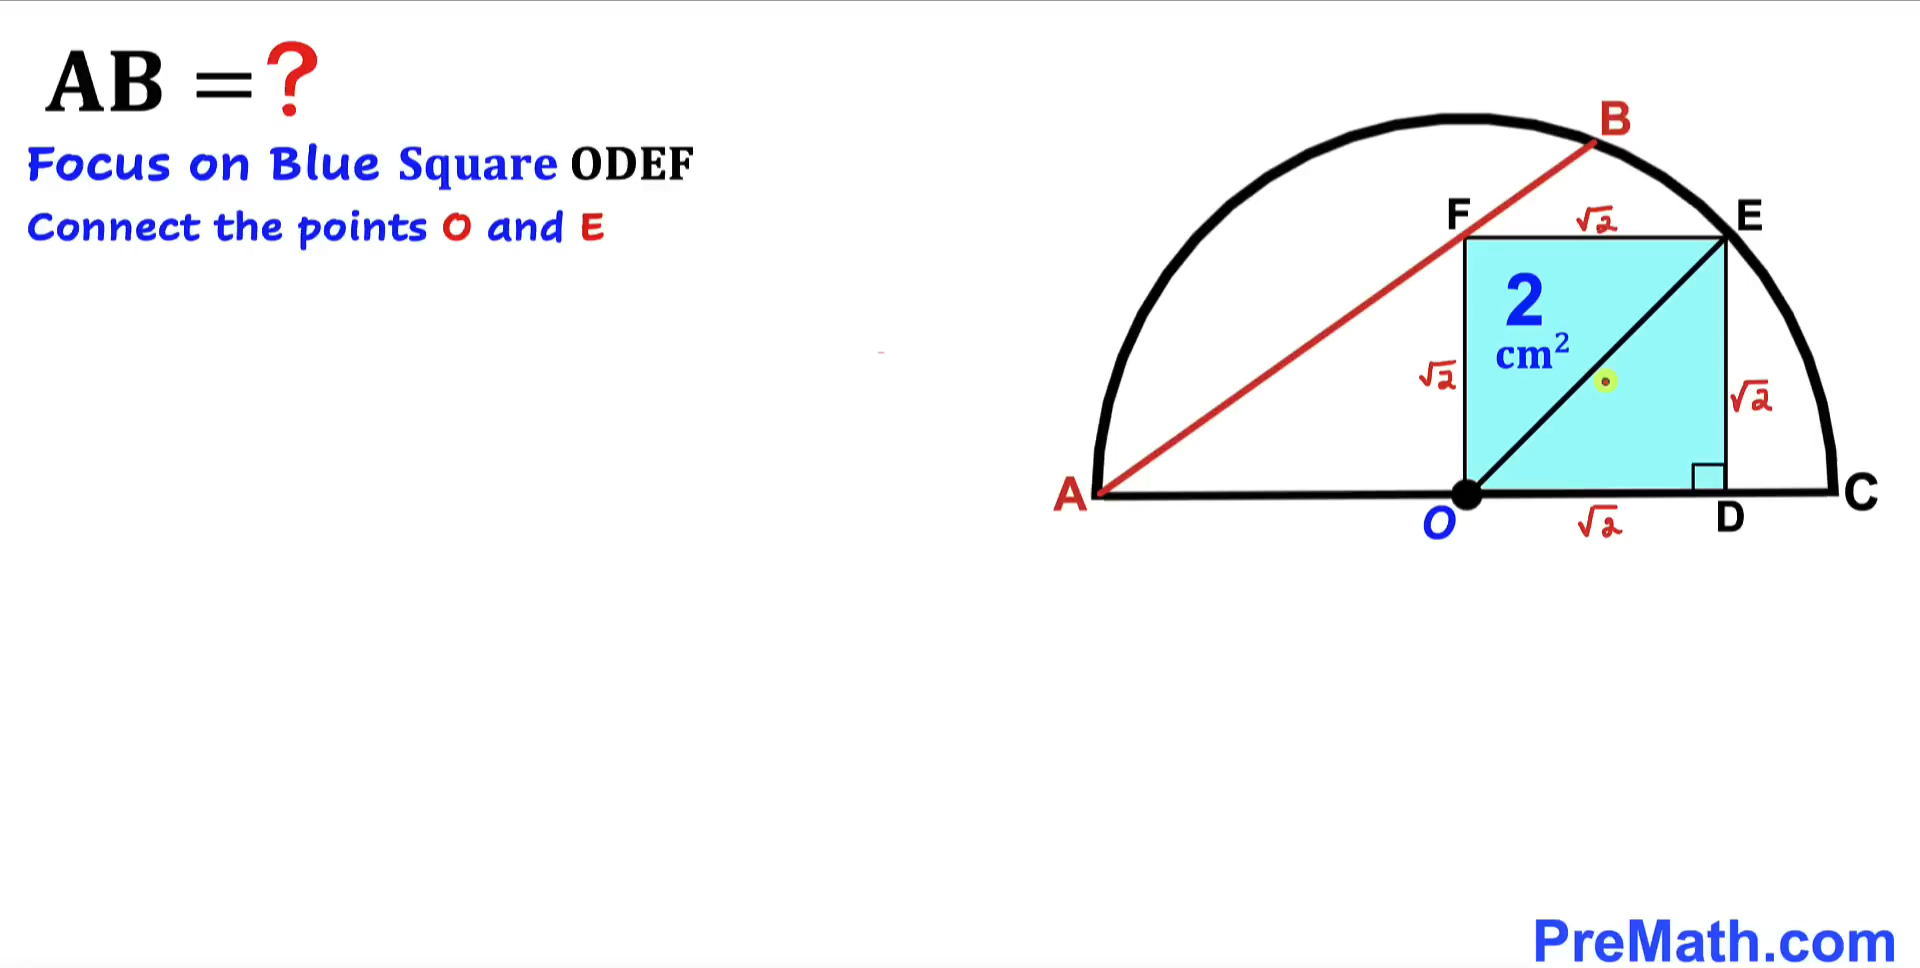 AB = ?
Focus on Blue Square ODEF
Connect the points O and E
B
F
√2
E
2
cm²
√2
√2
A
O
√2
D
C
PreMath.com